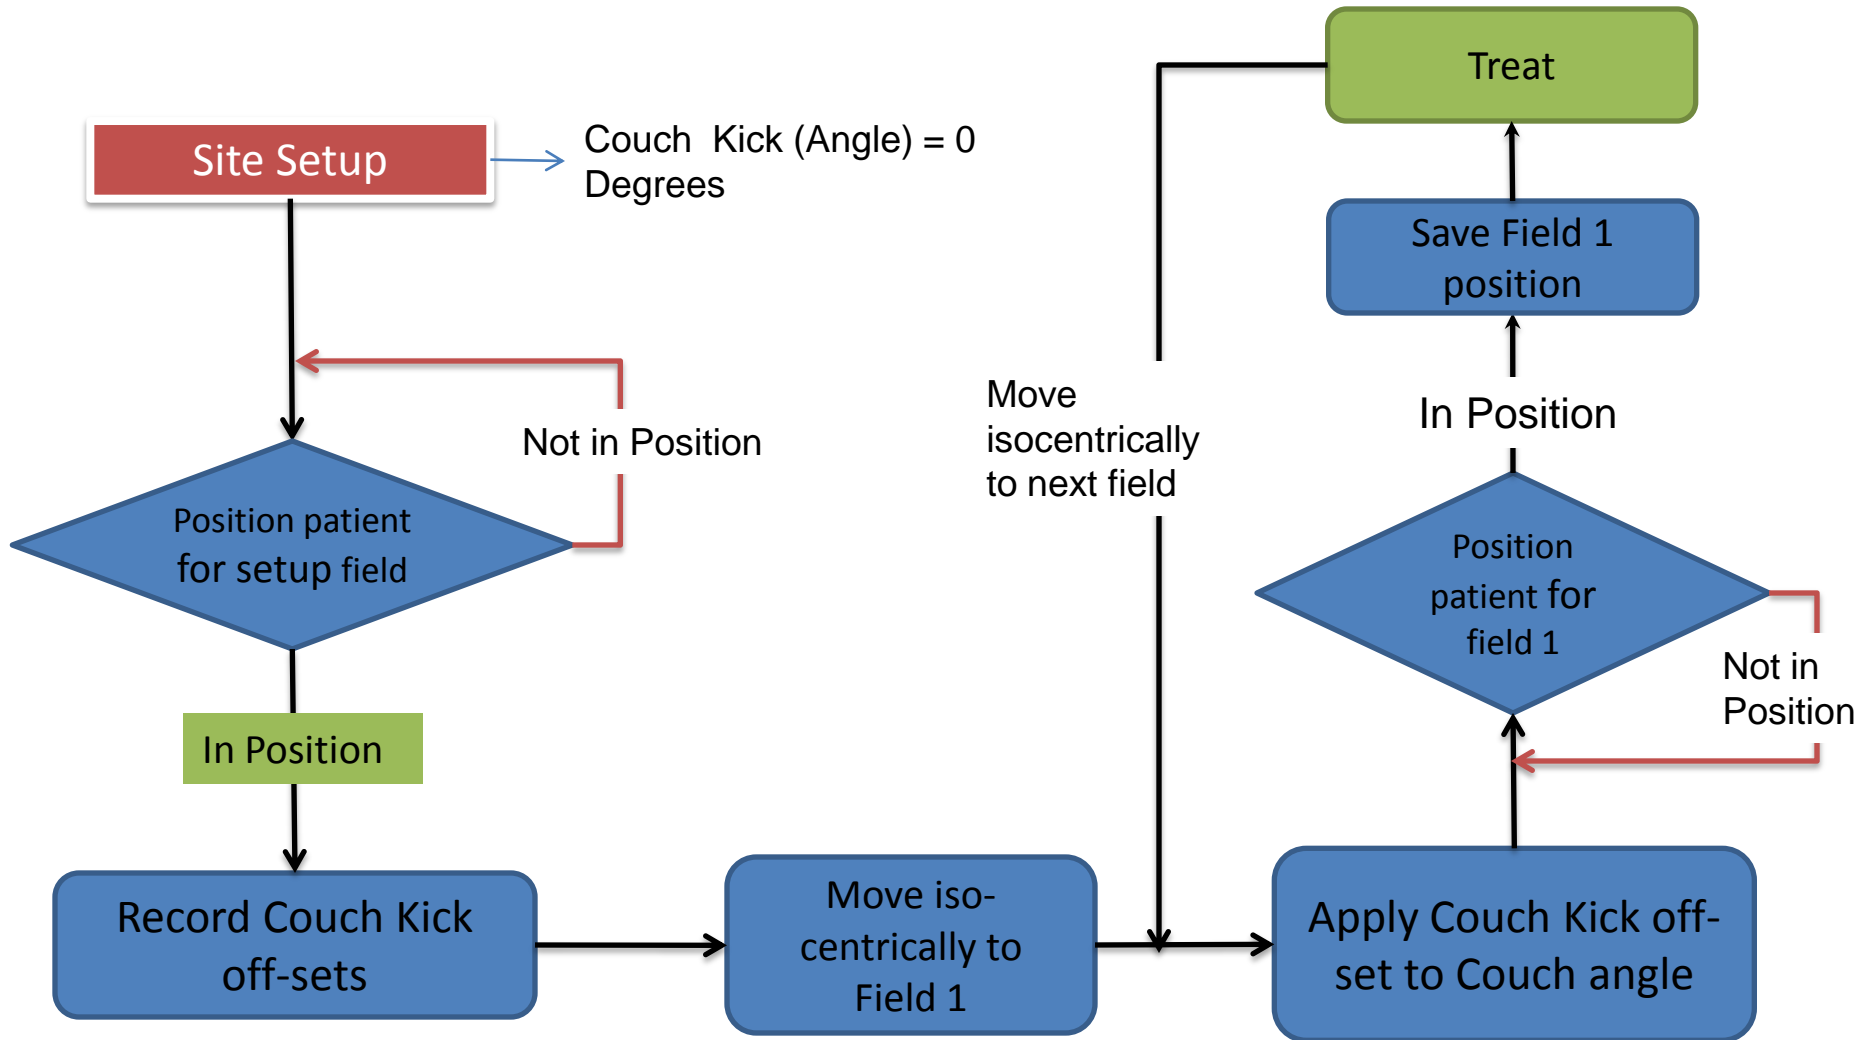 Site Setup
Couch  Kick (Angle) = 0
Degrees
Not in Position
Position patient
for setup field
In Position
Record Couch Kick
off-sets
Move iso-
centrically to
Field 1
Move
isocentrically
to next field
Apply Couch Kick off-
set to Couch angle
Position
patient for
field 1
Not in
Position
In Position
Save Field 1
position
Treat